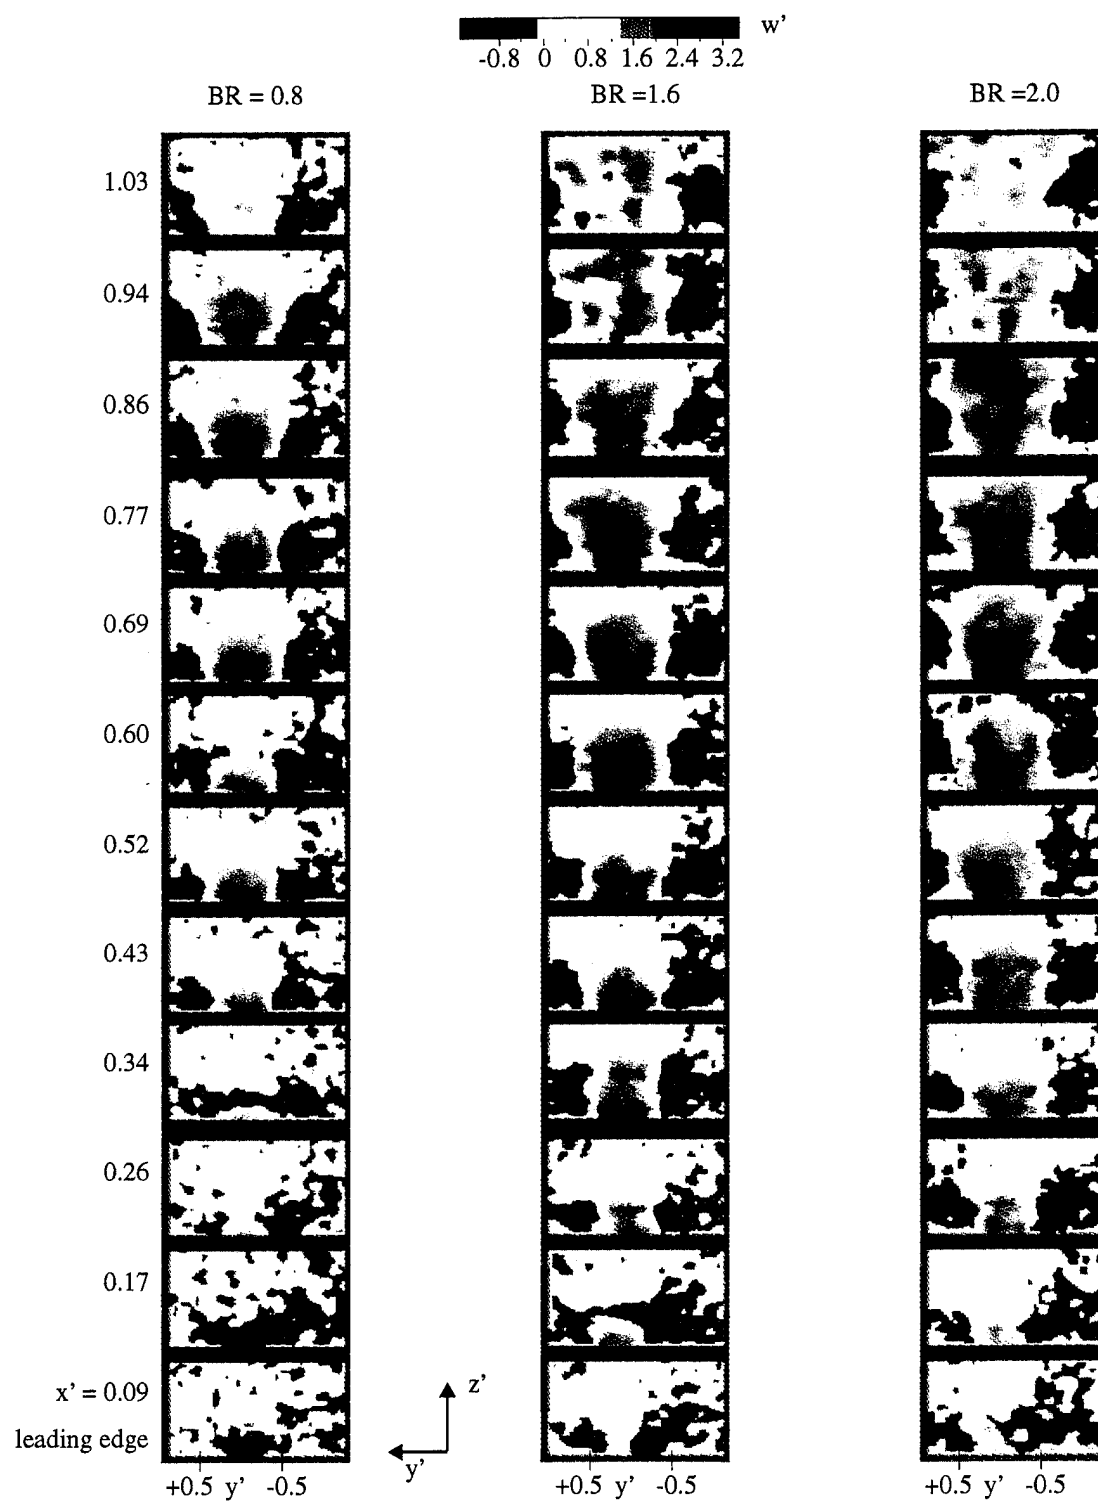 w'
-0.8 0 0.8 1.6 2.4 3.2
BR = 0.8 BR =1.6 BR =2.0
1.03
0.94
0.86
0.77
0.69
0.60
0.52
0.43
0.34
0.26
0.17
x' = 0.09
z'
leading edge
y'
+0.5 y' -0.5 +0.5 y' -0.5 +0.5 y' -0.5